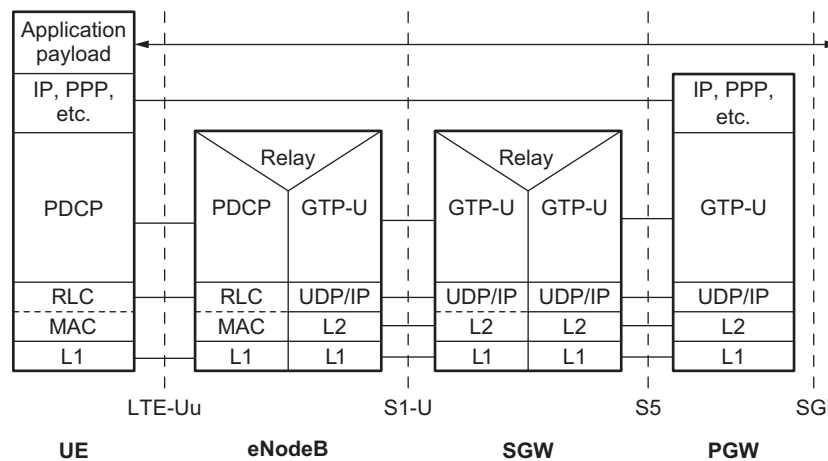 Application
payload
IP, PPP,
etc.
IP, PPP,
etc.
Relay
Relay
PDCP
PDCP
GTP-U
GTP-U
GTP-U
GTP-U
RLC
RLC
UDP/IP
UDP/IP
UDP/IP
UDP/IP
MAC
MAC
L2
L2
L2
L2
L1
L1
L1
L1
L1
L1
LTE-Uu
S1-U
S5
SGi
UE
eNodeB
SGW
PGW